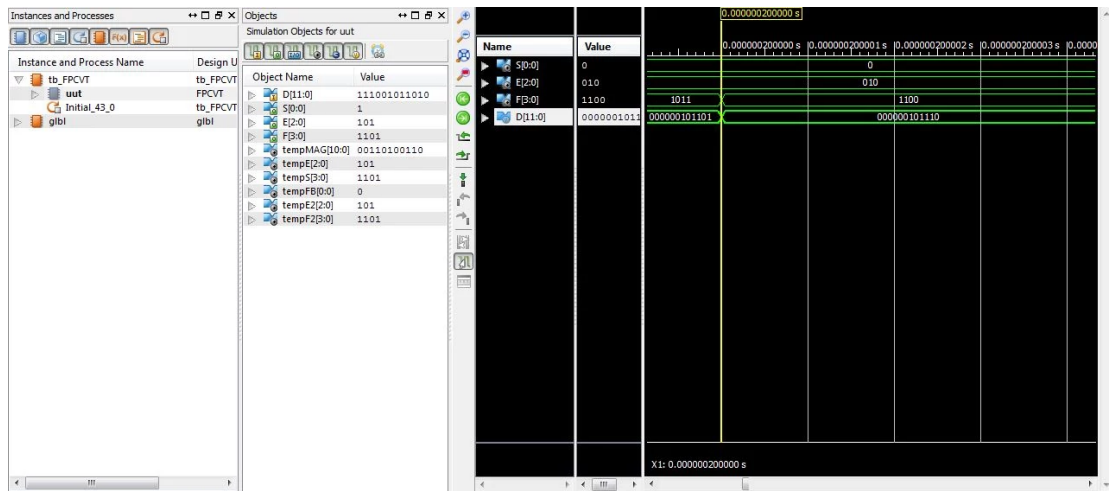 Instances and Processes
Instance and Process Name Design U
tb_FPCVT tb_FPCVT
uut FPCVT
Initial_43_0 tb_FPCVT
glbl glbl
Objects
Simulation Objects for uut
Object Name Value
D[11:0] 111001011010
S[0:0] 1
E[2:0] 101
F[3:0] 1101
tempMAG[10:0] 00110100110
tempE[2:0] 101
tempS[3:0] 1101
tempFB[0:0] 0
tempE2[2:0] 101
tempF2[3:0] 1101
0.000000200000 s
Name Value 0.000000200000 s 0.000000200001 s 0.000000200002 s 0.000000200003 s 0.0000
S[0:0] 0 0
E[2:0] 010 010
F[3:0] 1100 1011 1100
D[11:0] 0000001011 000000101101 000000101110
X1: 0.000000200000 s